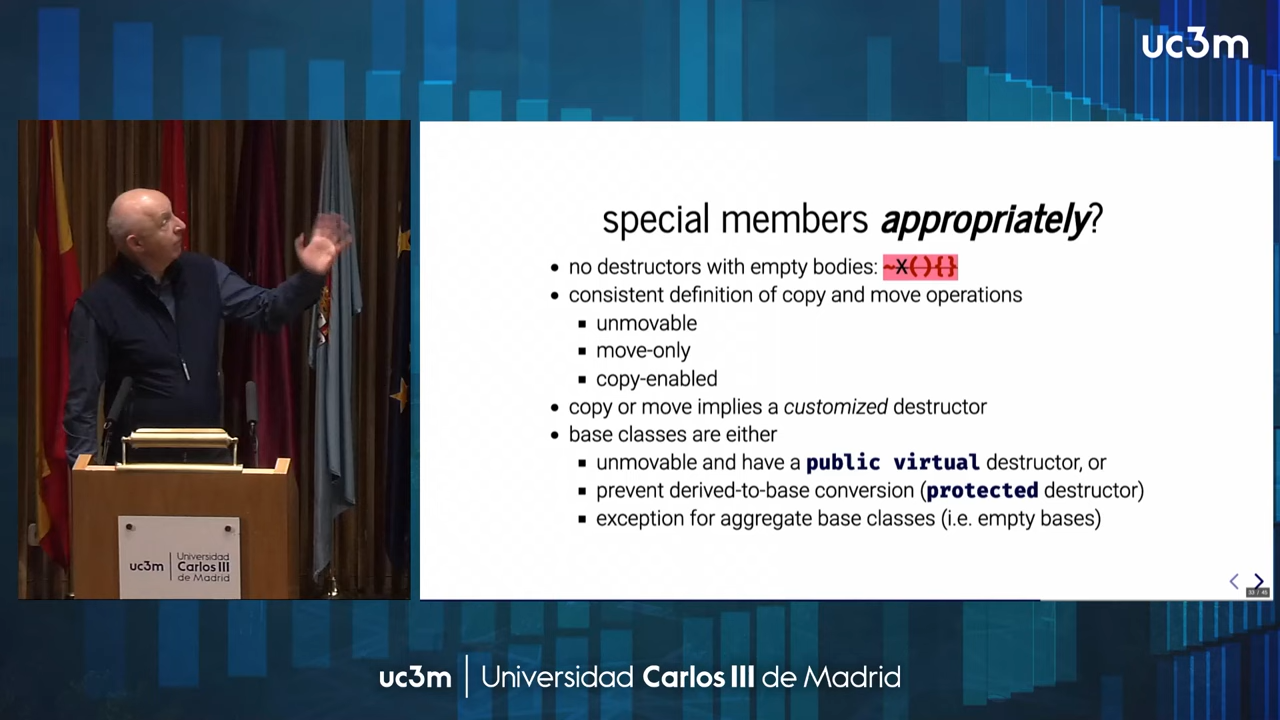 uc3m
special members appropriately?
• no destructors with empty bodies: ~X(){}
• consistent definition of copy and move operations
▪ unmovable
▪ move-only
▪ copy-enabled
• copy or move implies a customized destructor
• base classes are either
▪ unmovable and have a public virtual destructor, or
▪ prevent derived-to-base conversion (protected destructor)
▪ exception for aggregate base classes (i.e. empty bases)
uc3m | Universidad
Carlos III
de Madrid
uc3m | Universidad Carlos III de Madrid